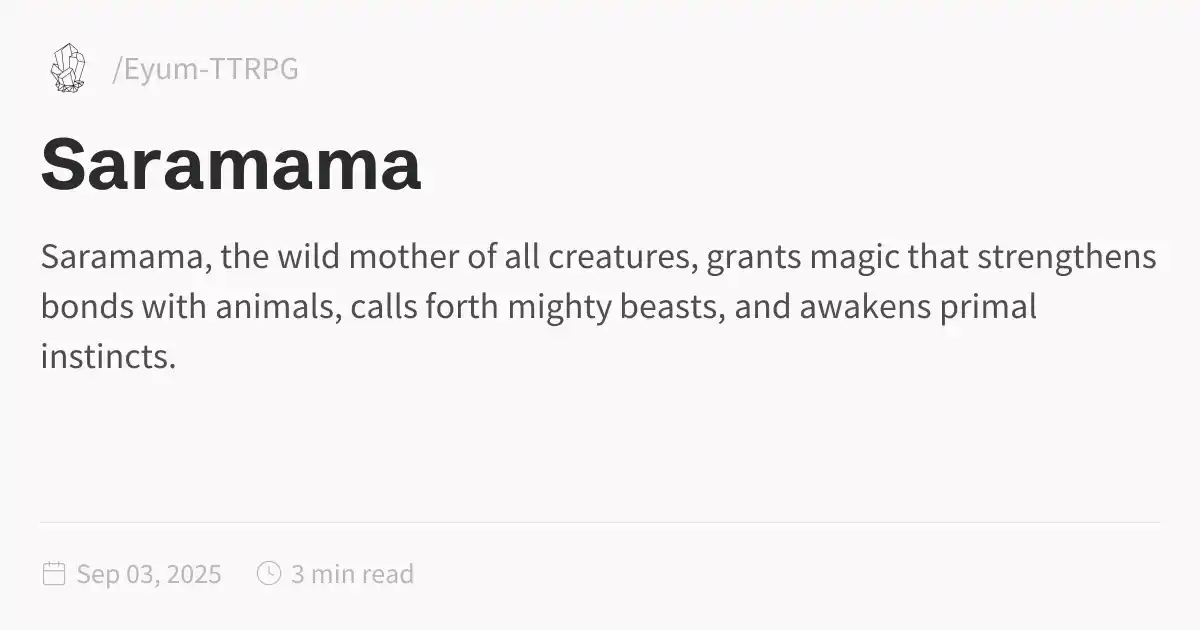 /Eyum-TTRPG
Saramama
Saramama, the wild mother of all creatures, grants magic that strengthens
bonds with animals, calls forth mighty beasts, and awakens primal
instincts.
Sep 03, 2025 3 min read